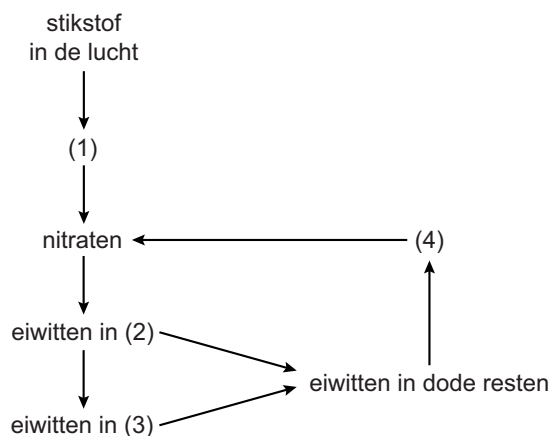 stikstof
in de lucht
(1)
nitraten
(4)
eiwitten in (2)
eiwitten in dode resten
eiwitten in (3)